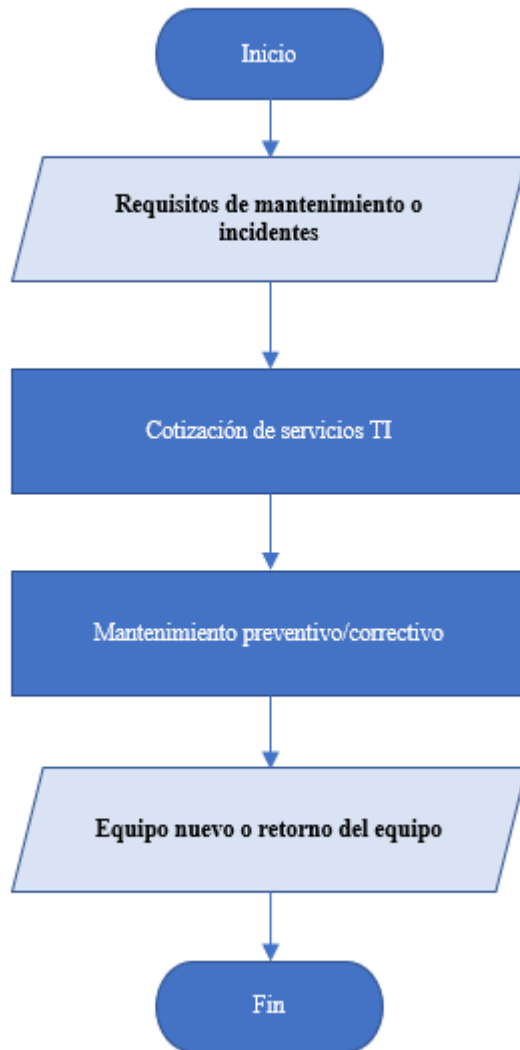 Inicio
Requisitos de mantenimiento o
incidentes
Cotización de servicios TI
Mantenimiento preventivo/correctivo
Equipo nuevo o retorno del equipo
Fin